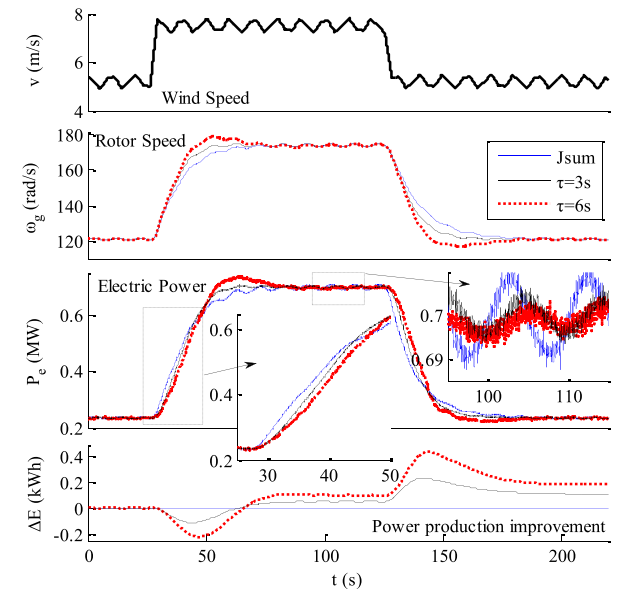 8
6
4
v (m/s)
Wind Speed
180
160
140
120
ω_g (rad/s)
Rotor Speed
Jsum
τ=3s
τ=6s
Electric Power
0.6
0.4
0.2
P_e (MW)
0.6
0.4
0.2
30
40
50
0.7
0.69
100
110
0.4
0.2
0
-0.2
ΔE (kWh)
Power production improvement
0
50
100
150
200
t (s)